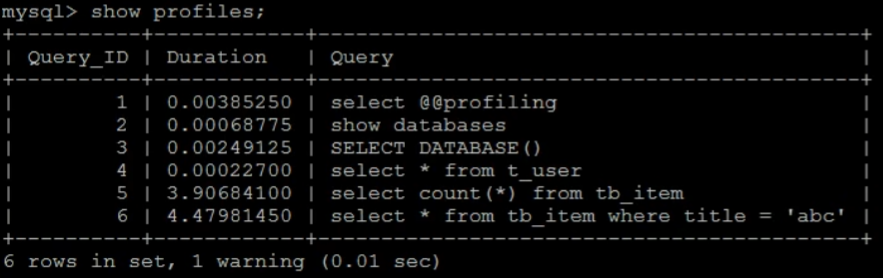 mysql> show profiles;
+----------+------------+-----------------------------------------------+
| Query_ID | Duration   | Query                                         |
+----------+------------+-----------------------------------------------+
|        1 | 0.00385250 | select @@profiling                            |
|        2 | 0.00068775 | show databases                                |
|        3 | 0.00249125 | SELECT DATABASE()                             |
|        4 | 0.00022700 | select * from t_user                          |
|        5 | 3.90684100 | select count(*) from tb_item                  |
|        6 | 4.47981450 | select * from tb_item where title = 'abc' |
+----------+------------+-----------------------------------------------+
6 rows in set, 1 warning (0.01 sec)